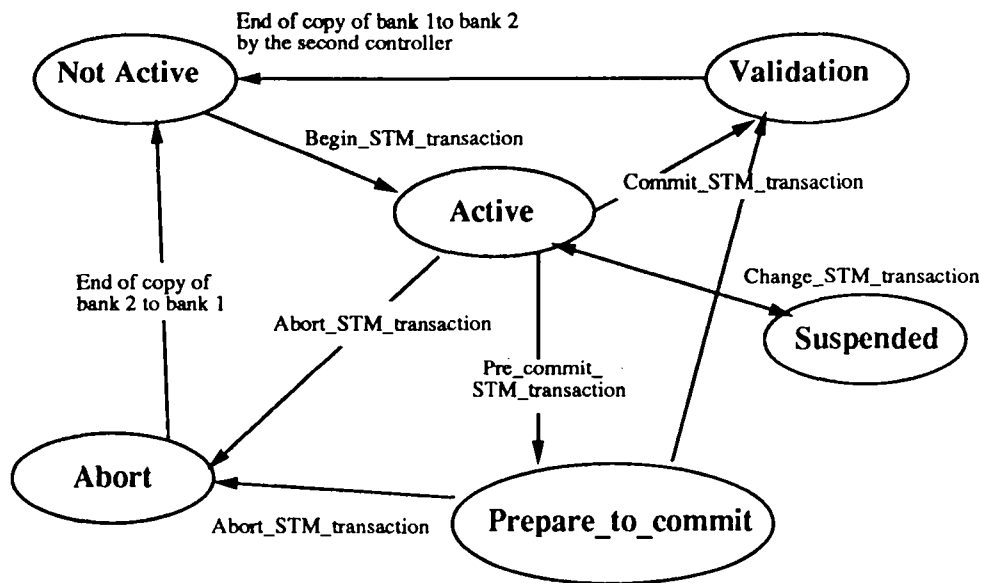 End of copy of bank 1to bank 2
by the second controller
Not Active
Validation
Begin_STM_transaction
Commit_STM_transaction
Active
End of copy of
bank 2 to bank 1
Change_STM_transaction
Abort_STM_transaction
Suspended
Pre_commit_
STM_transaction
Abort
Prepare_to_commit
Abort_STM_transaction